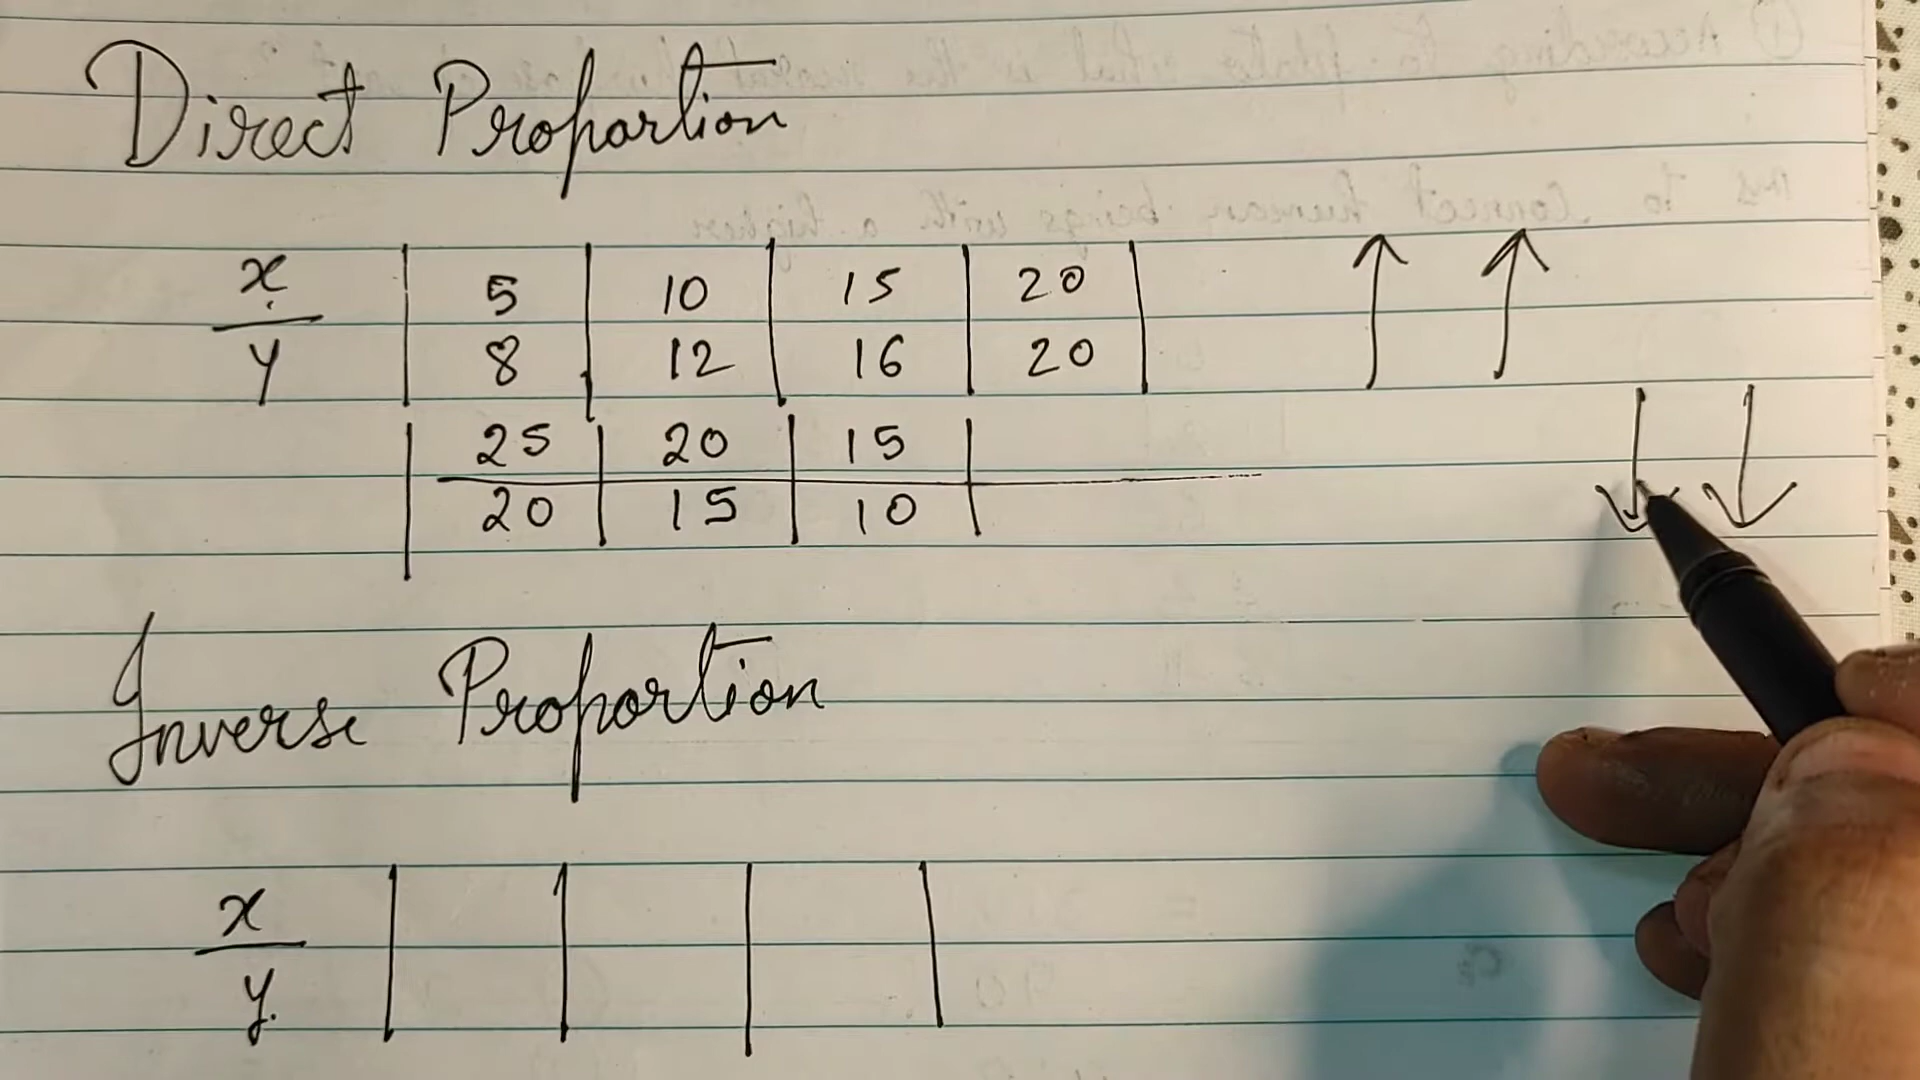 Direct Proportion
x 5 10 15 20
y 8 12 16 20
25 20 15
20 15 10
Inverse Proportion
x
y